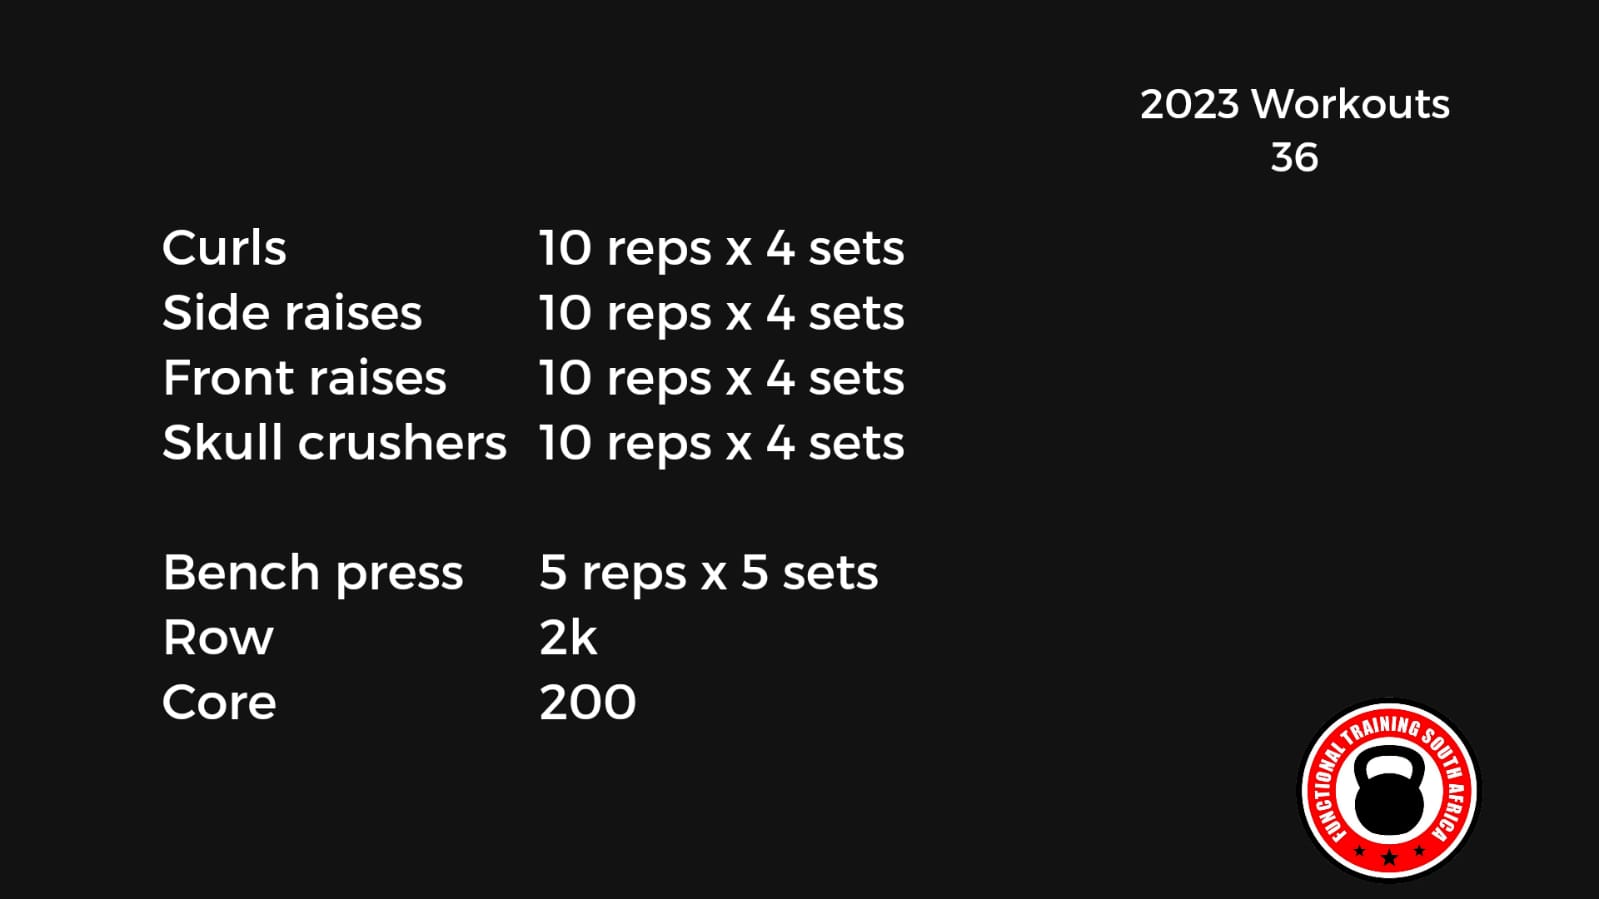 2023 Workouts
36
Curls 10 reps x 4 sets
Side raises 10 reps x 4 sets
Front raises 10 reps x 4 sets
Skull crushers 10 reps x 4 sets
Bench press 5 reps x 5 sets
Row 2k
Core 200
FUNCTIONAL TRAINING SOUTH AFRICA